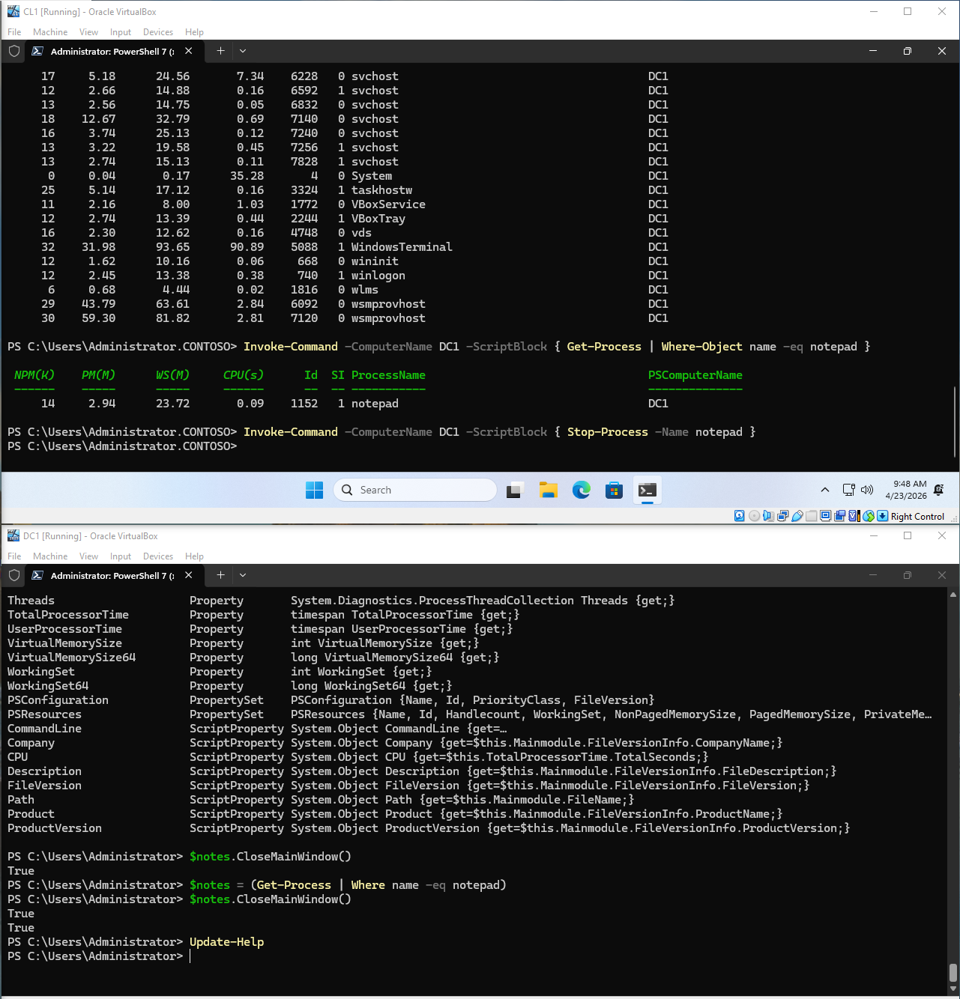 CL1 [Running] - Oracle VirtualBox
File Machine View Input Devices Help
Administrator: PowerShell 7 (x
17 5.18 24.56 7.34 6228 0 svchost DC1
12 2.66 14.88 0.16 6592 1 svchost DC1
13 2.56 14.75 0.05 6832 0 svchost DC1
18 12.67 32.79 0.69 7140 0 svchost DC1
16 3.74 25.13 0.12 7240 0 svchost DC1
13 3.22 19.58 0.45 7256 1 svchost DC1
13 2.74 15.13 0.11 7828 1 svchost DC1
0 0.04 0.17 35.28 4 0 System DC1
25 5.14 17.12 0.16 3324 1 taskhostw DC1
11 2.16 8.00 1.03 1772 0 VBoxService DC1
12 2.74 13.39 0.44 2244 1 VBoxTray DC1
16 2.30 12.62 0.16 4748 0 vds DC1
32 31.98 93.65 90.89 5088 1 WindowsTerminal DC1
12 1.62 10.16 0.06 668 0 wininit DC1
12 2.45 13.38 0.38 740 1 winlogon DC1
6 0.68 4.44 0.02 1816 0 wlms DC1
29 43.79 63.61 2.84 6092 0 wsmprovhost DC1
30 59.30 81.82 2.81 7120 0 wsmprovhost DC1
PS C:\Users\Administrator.CONTOSO> Invoke-Command -ComputerName DC1 -ScriptBlock { Get-Process | Where-Object name -eq notepad }
NPM(K) PM(M) WS(M) CPU(s) Id SI ProcessName PSComputerName
------ ----- ----- ------ -- -- ----------- --------------
14 2.94 23.72 0.09 1152 1 notepad DC1
PS C:\Users\Administrator.CONTOSO> Invoke-Command -ComputerName DC1 -ScriptBlock { Stop-Process -Name notepad }
PS C:\Users\Administrator.CONTOSO>
Search
9:48 AM
4/23/2026
Right Control
DC1 [Running] - Oracle VirtualBox
File Machine View Input Devices Help
Administrator: PowerShell 7 (x
Threads Property System.Diagnostics.ProcessThreadCollection Threads {get;}
TotalProcessorTime Property timespan TotalProcessorTime {get;}
UserProcessorTime Property timespan UserProcessorTime {get;}
VirtualMemorySize Property int VirtualMemorySize {get;}
VirtualMemorySize64 Property long VirtualMemorySize64 {get;}
WorkingSet Property int WorkingSet {get;}
WorkingSet64 Property long WorkingSet64 {get;}
PSConfiguration PropertySet PSConfiguration {Name, Id, PriorityClass, FileVersion}
PSResources PropertySet PSResources {Name, Id, Handlecount, WorkingSet, NonPagedMemorySize, PagedMemorySize, PrivateMe…
CommandLine ScriptProperty System.Object CommandLine {get=…
Company ScriptProperty System.Object Company {get=$this.Mainmodule.FileVersionInfo.CompanyName;}
CPU ScriptProperty System.Object CPU {get=$this.TotalProcessorTime.TotalSeconds;}
Description ScriptProperty System.Object Description {get=$this.Mainmodule.FileVersionInfo.FileDescription;}
FileVersion ScriptProperty System.Object FileVersion {get=$this.Mainmodule.FileVersionInfo.FileVersion;}
Path ScriptProperty System.Object Path {get=$this.Mainmodule.FileName;}
Product ScriptProperty System.Object Product {get=$this.Mainmodule.FileVersionInfo.ProductName;}
ProductVersion ScriptProperty System.Object ProductVersion {get=$this.Mainmodule.FileVersionInfo.ProductVersion;}
PS C:\Users\Administrator> $notes.CloseMainWindow()
True
PS C:\Users\Administrator> $notes = (Get-Process | Where name -eq notepad)
PS C:\Users\Administrator> $notes.CloseMainWindow()
True
True
PS C:\Users\Administrator> Update-Help
PS C:\Users\Administrator>